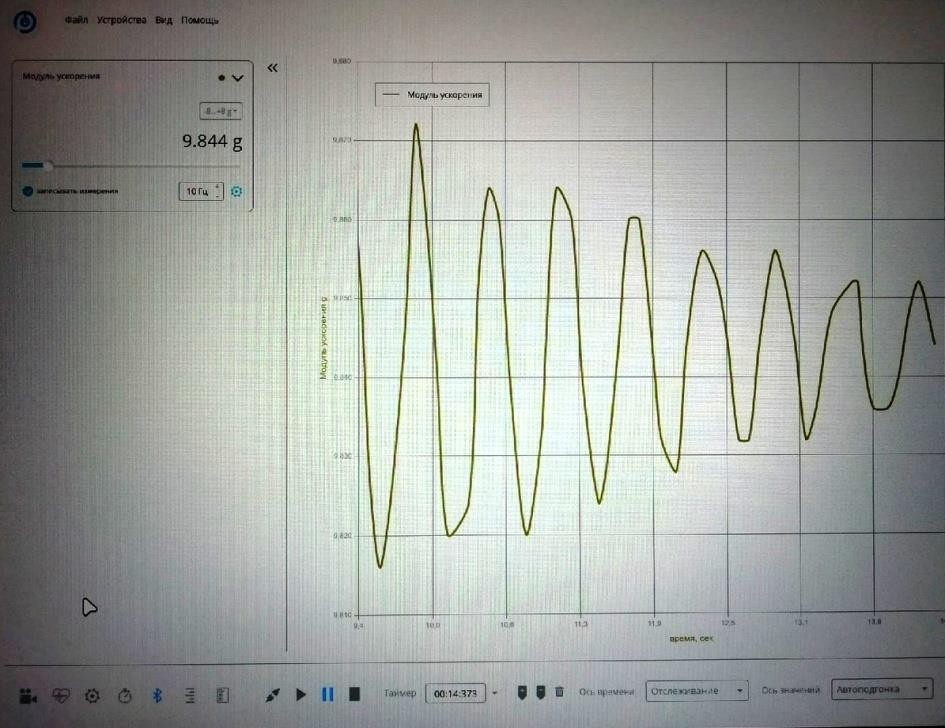 Файл Устройства Вид Помощь
Модуль ускорения
-8..+8 g
9.844 g
записывать измерения
10 Гц
Модуль ускорения
9,880
9,870
9,860
9,850
9,840
9,830
9,820
9,810
Модуль ускорения g
9,4 10,0 10,6 11,3 11,9 12,5 13,1 13,8
время, сек
Таймер 00:14:373 Ось времени Отслеживание Ось значений Автоподгонка